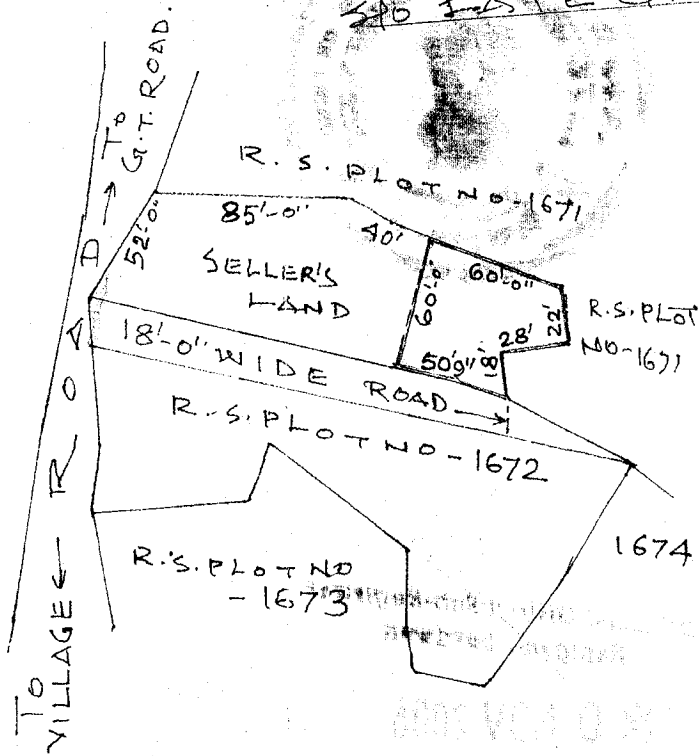 S/O
To
G.T. ROAD.
R. S. PLOT NO-1671
85'-0"
40'
52'-0"
SELLER'S
LAND
60'-0"
60'-0"
22'
R.S. PLOT
NO-1671
28'
18'
50'9"
18'-0" WIDE ROAD
R.S. PLOT NO-1672
ROAD
1674
R.S. PLOT NO
-1673
To
VILLAGE